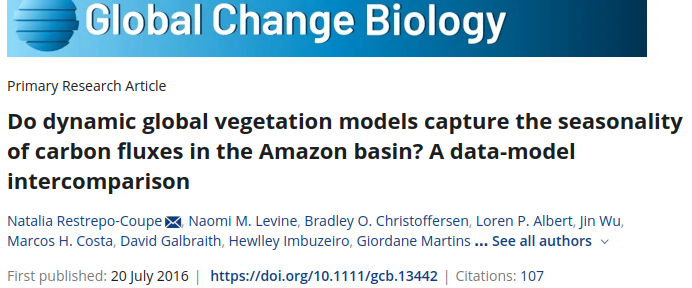 Global Change Biology
Primary Research Article
Do dynamic global vegetation models capture the seasonality
of carbon fluxes in the Amazon basin? A data-model
intercomparison
Natalia Restrepo-Coupe, Naomi M. Levine, Bradley O. Christoffersen, Loren P. Albert, Jin Wu,
Marcos H. Costa, David Galbraith, Hewlley Imbuzeiro, Giordane Martins ... See all authors
First published: 20 July 2016 | https://doi.org/10.1111/gcb.13442 | Citations: 107